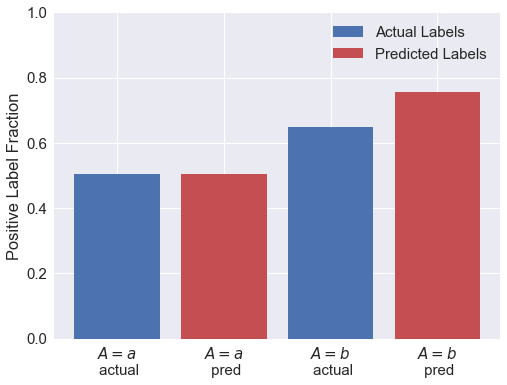 Positive Label Fraction
1.0
0.8
0.6
0.4
0.2
0.0
Actual Labels
Predicted Labels
A = a
actual
A = a
pred
A = b
actual
A = b
pred